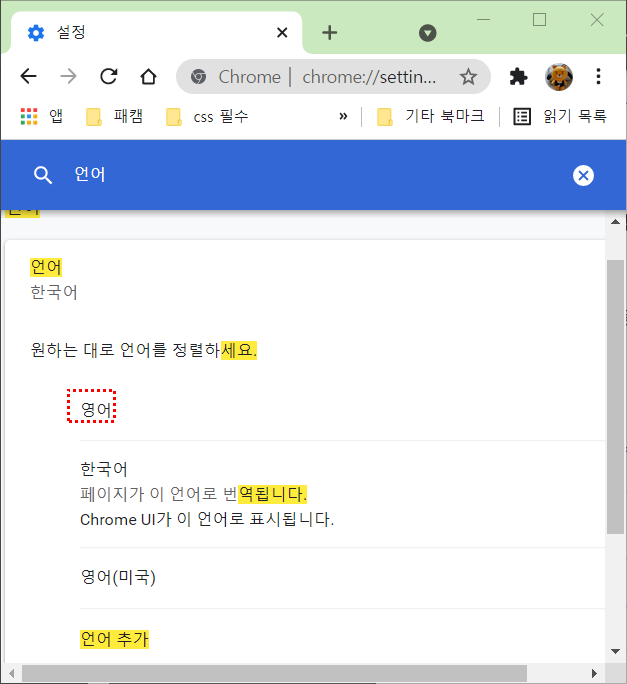 설정
Chrome | chrome://settin...
앱 패캠 css 필수 » 기타 북마크 읽기 목록
언어
언어
언어
한국어
원하는 대로 언어를 정렬하세요.
영어
한국어
페이지가 이 언어로 번역됩니다.
Chrome UI가 이 언어로 표시됩니다.
영어(미국)
언어 추가